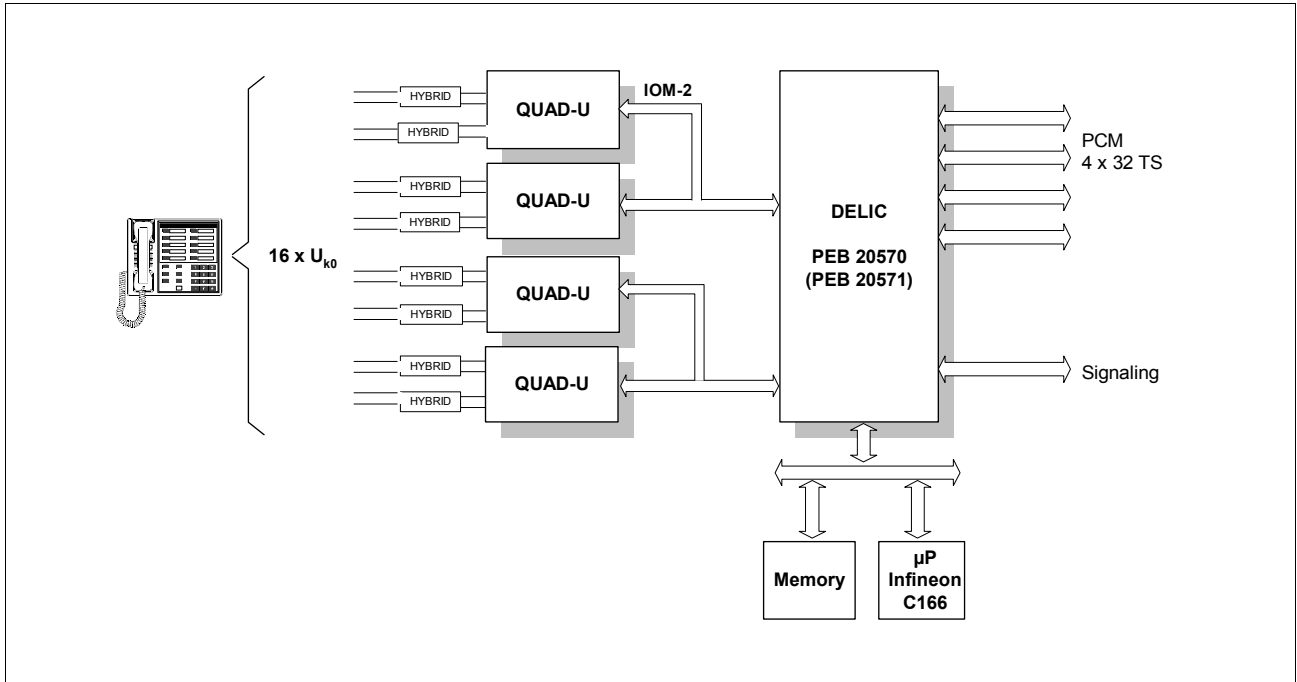 HYBRID
HYBRID
QUAD-U
IOM-2
HYBRID
HYBRID
QUAD-U
16 x Uk0
HYBRID
HYBRID
QUAD-U
HYBRID
HYBRID
QUAD-U
DELIC
PEB 20570
(PEB 20571)
PCM
4 x 32 TS
Signaling
Memory
µP
Infineon
C166